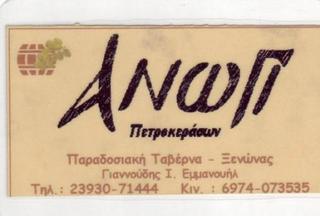 ΑΝΩΓΙ
Πετροκεράσων
Παραδοσιακή Ταβέρνα - Ξενώνας
Γιαννούδης Ι. Εμμανουήλ
Τηλ.: 23930-71444 Κιν. : 6974-073535